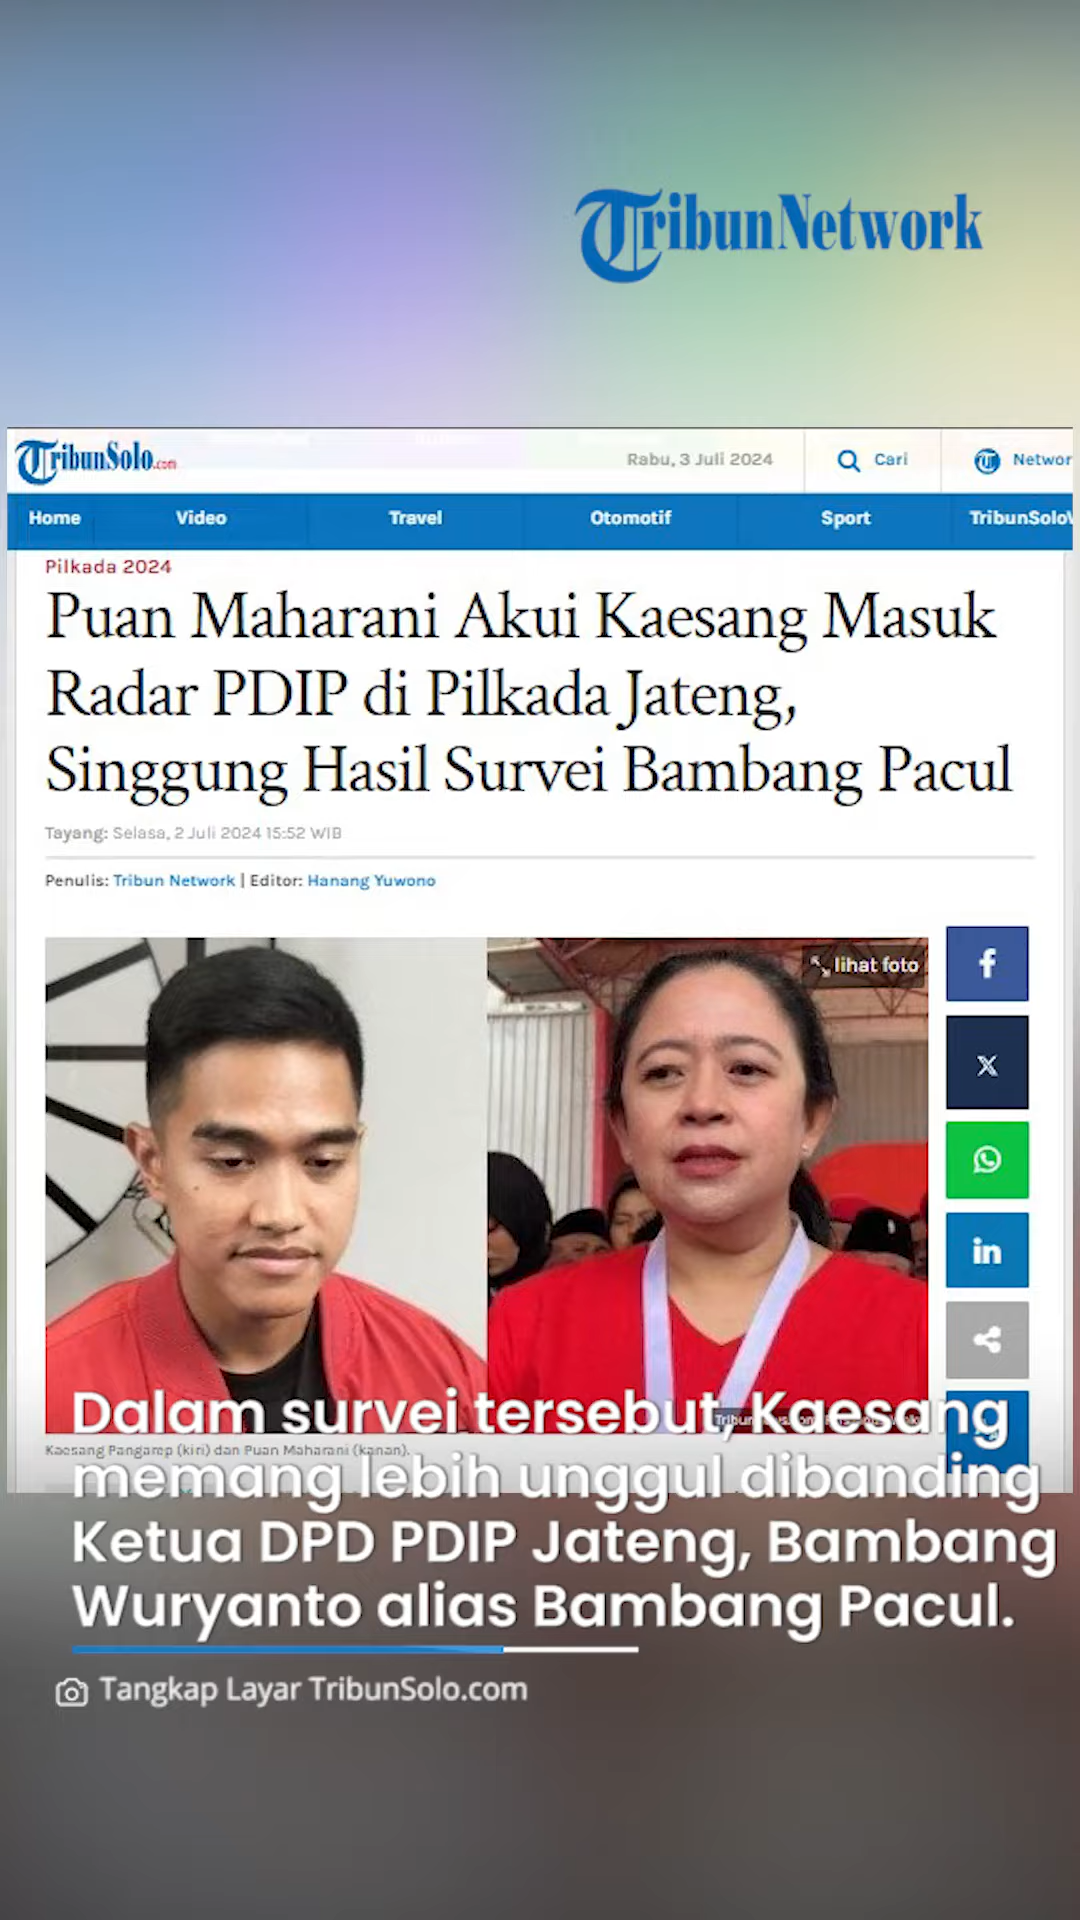 TribunNetwork
TribunSolo.com
Rabu, 3 Juli 2024
Cari
Networ
Home
Video
Travel
Otomotif
Sport
TribunSolo
Pilkada 2024
Puan Maharani Akui Kaesang Masuk
Radar PDIP di Pilkada Jateng,
Singgung Hasil Survei Bambang Pacul
Tayang: Selasa, 2 Juli 2024 15:52 WIB
Penulis: Tribun Network | Editor: Hanang Yuwono
lihat foto
Dalam survei tersebut, Kaesang
Kaesang Pangarep (kiri) dan Puan Maharani (kanan).
memang lebih unggul dibanding
Ketua DPD PDIP Jateng, Bambang
Wuryanto alias Bambang Pacul.
Tangkap Layar TribunSolo.com